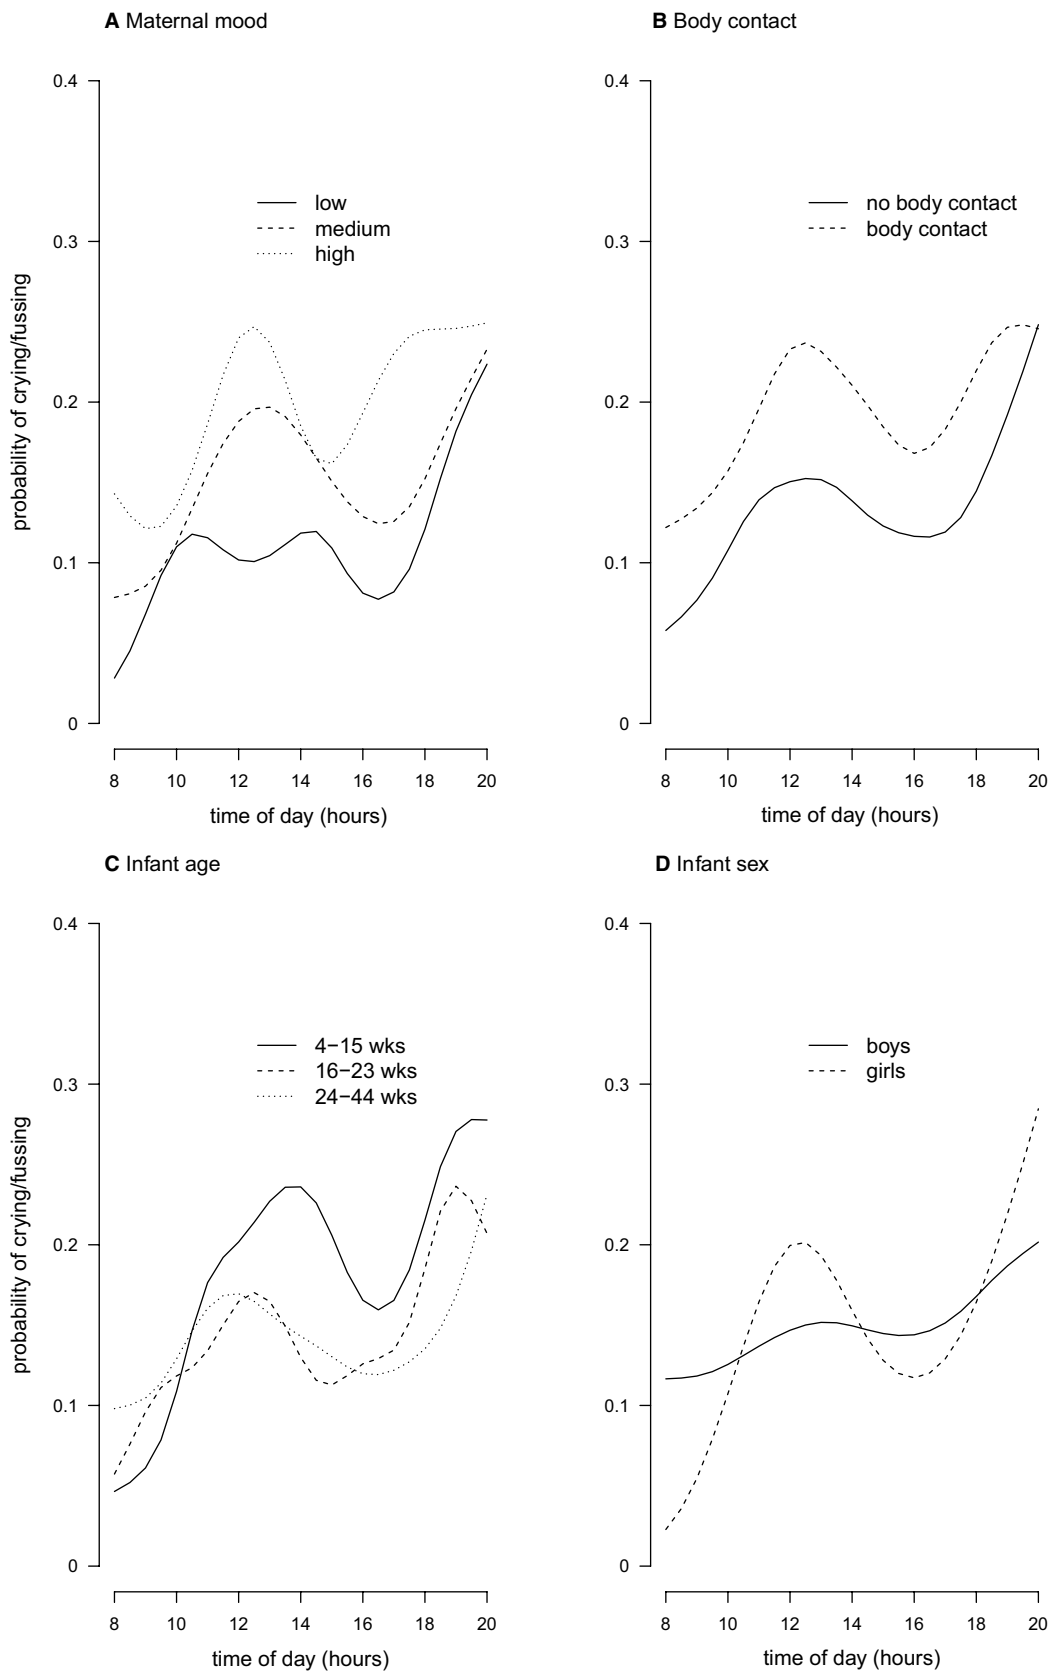 A Maternal mood
0.4
0.3
0.2
0.1
0
probability of crying/fussing
low
medium
high
8 10 12 14 16 18 20
time of day (hours)
B Body contact
0.4
0.3
0.2
0.1
0
no body contact
body contact
8 10 12 14 16 18 20
time of day (hours)
C Infant age
0.4
0.3
0.2
0.1
0
probability of crying/fussing
4−15 wks
16−23 wks
24−44 wks
8 10 12 14 16 18 20
time of day (hours)
D Infant sex
0.4
0.3
0.2
0.1
0
boys
girls
8 10 12 14 16 18 20
time of day (hours)